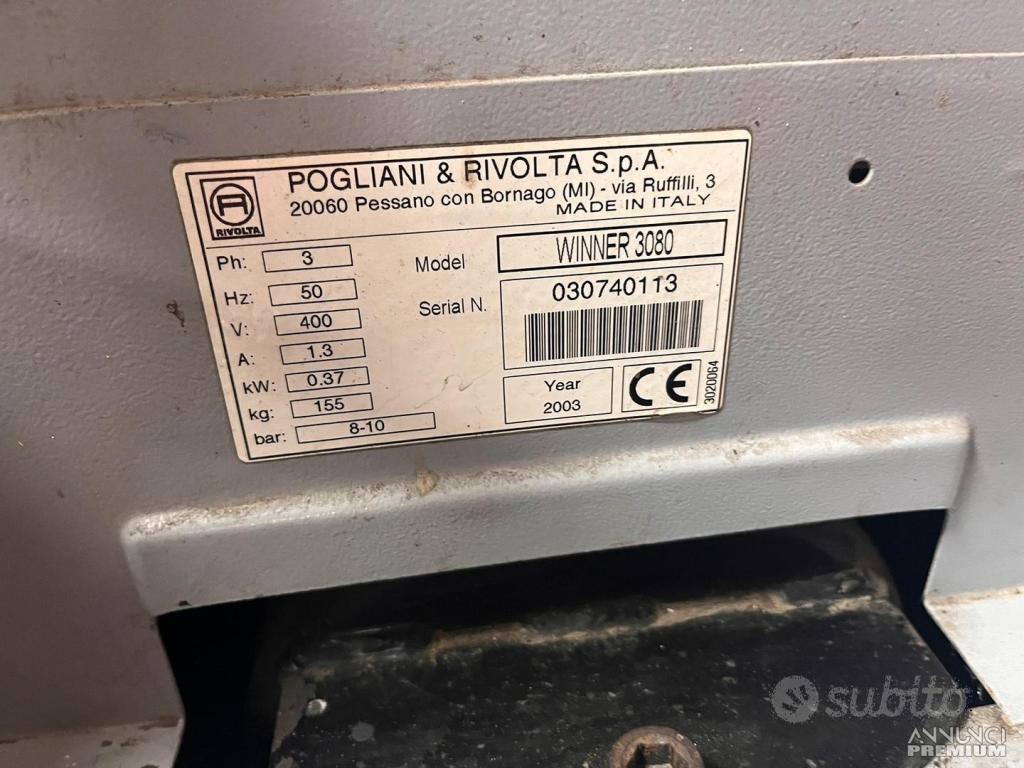 POGLIANI & RIVOLTA S.p.A.
20060 Pessano con Bornago (MI) - via Ruffilli, 3
MADE IN ITALY
R
RIVOLTA
Ph: 3
Hz: 50
V: 400
A: 1.3
kW: 0.37
kg: 155
bar: 8-10
Model WINNER 3080
Serial N. 030740113
Year
2003
CE
3020064
subito
ANNUNCI
PREMIUM